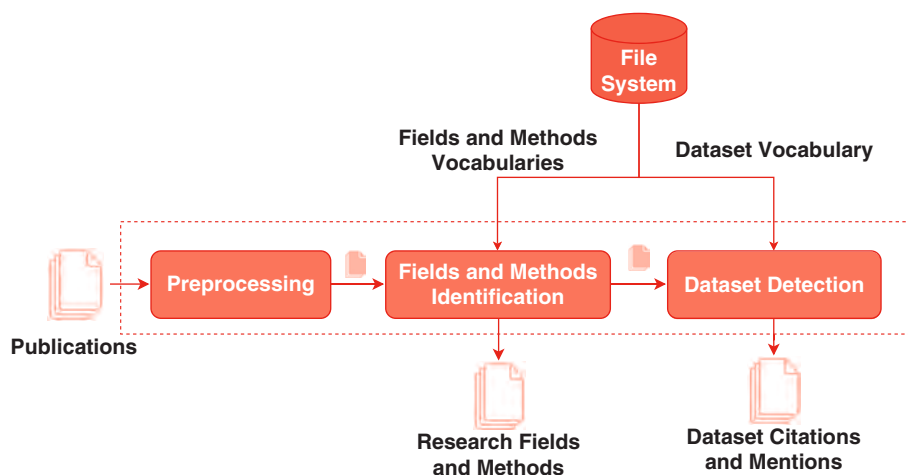 File
System
Fields and Methods
Vocabularies
Dataset Vocabulary
Preprocessing
Fields and Methods
Identification
Dataset Detection
Publications
Research Fields
and Methods
Dataset Citations
and Mentions